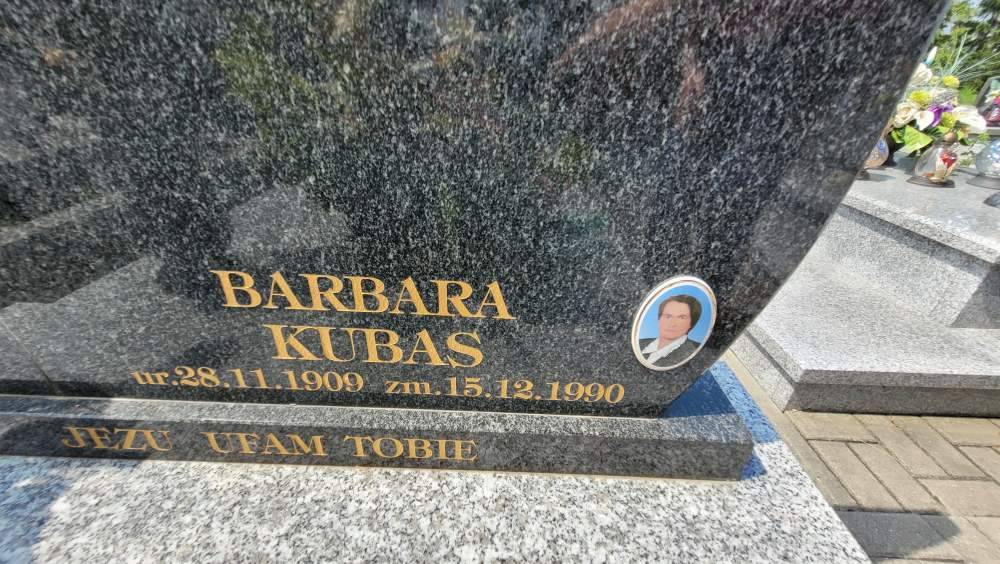 BARBARA
KUBAS
ur.28.11.1909 zm.15.12.1990
JEZU UFAM TOBIE